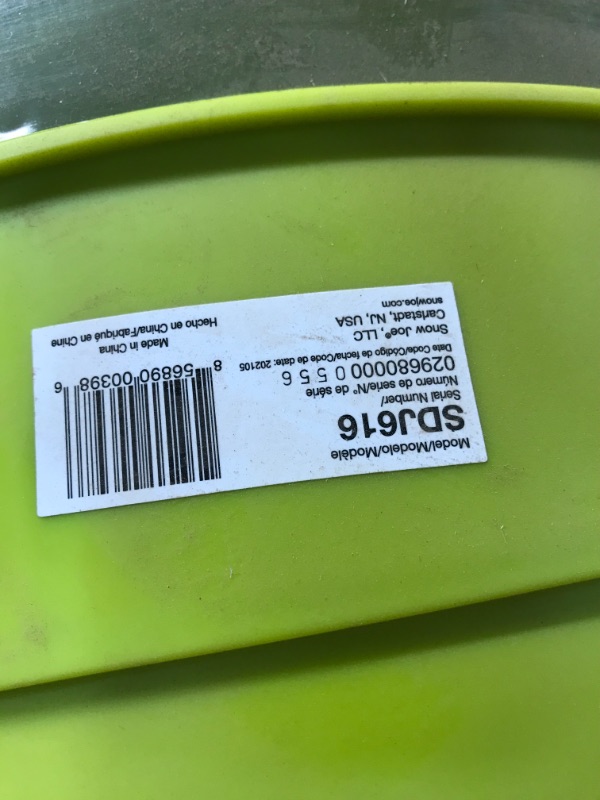 Model/Modelo/Modèle
SDJ616
Serial Number/
Número de serie/N° de série
029680000 0 5 5 6
Date Code/Código de fecha/Code de date: 202105
Snow Joe®, LLC
Carlstadt, NJ, USA
snowjoe.com
8 56890 00398 6
Made in China
Hecho en China/Fabriqué en Chine